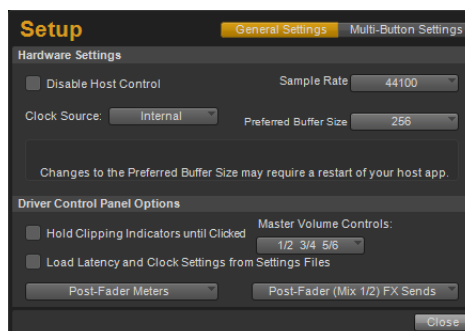 Setup
General Settings Multi-Button Settings
Hardware Settings
Disable Host Control Sample Rate 44100
Clock Source: Internal Preferred Buffer Size 256
Changes to the Preferred Buffer Size may require a restart of your host app.
Driver Control Panel Options
Hold Clipping Indicators until Clicked Master Volume Controls:
1/2 3/4 5/6
Load Latency and Clock Settings from Settings Files
Post-Fader Meters Post-Fader (Mix 1/2) FX Sends
Close